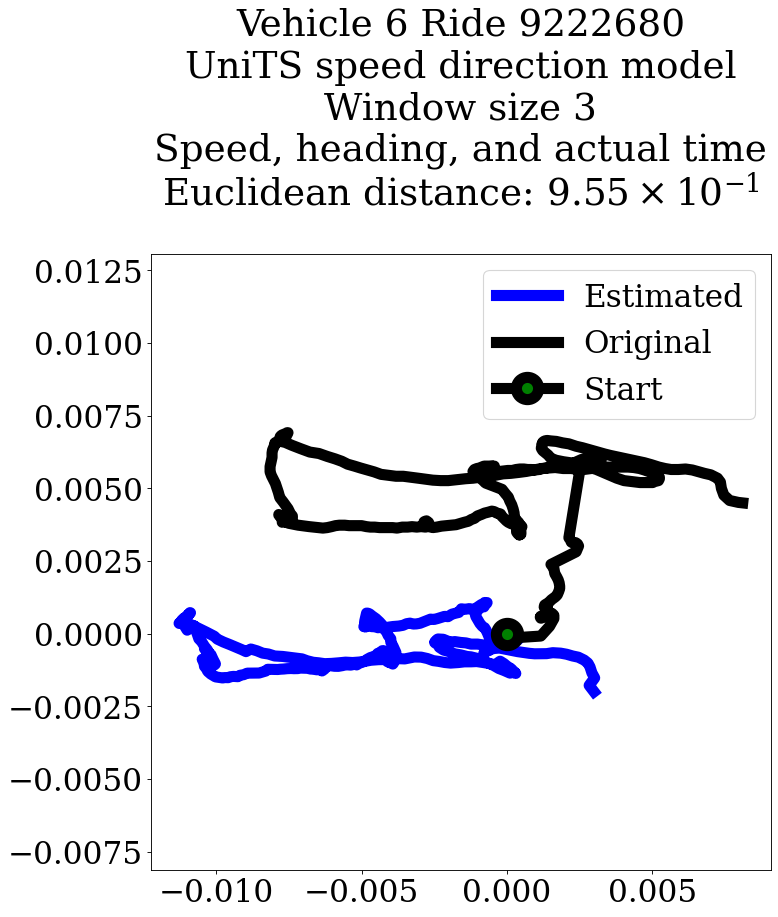 Vehicle 6 Ride 9222680
UniTS speed direction model
Window size 3
Speed, heading, and actual time
Euclidean distance: 9.55 × 10⁻¹
Estimated
Original
Start
0.0125
0.0100
0.0075
0.0050
0.0025
0.0000
−0.0025
−0.0050
−0.0075
−0.010 −0.005 0.000 0.005